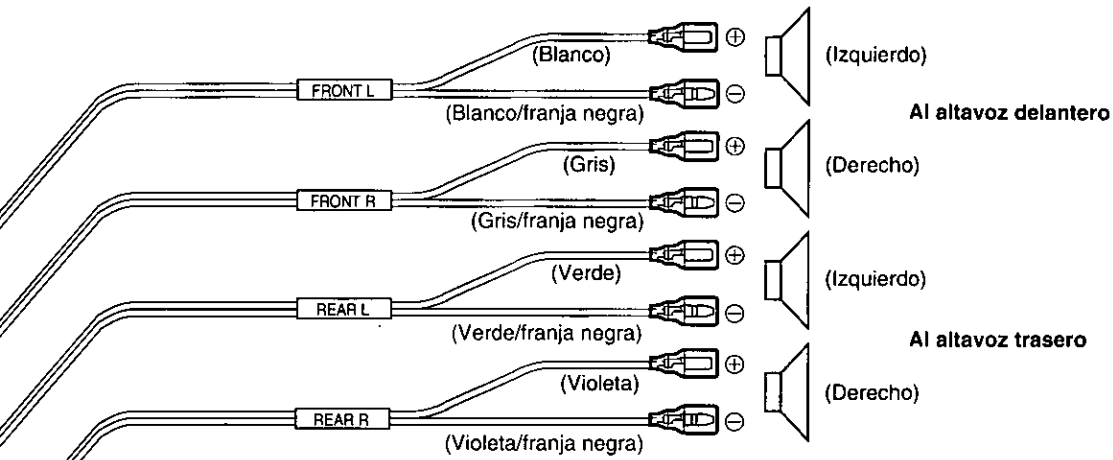 (Blanco)
⊕
(Izquierdo)
FRONT L
(Blanco/franja negra)
⊖
Al altavoz delantero
(Gris)
⊕
(Derecho)
FRONT R
(Gris/franja negra)
⊖
(Verde)
⊕
(Izquierdo)
REAR L
(Verde/franja negra)
⊖
Al altavoz trasero
(Violeta)
⊕
(Derecho)
REAR R
(Violeta/franja negra)
⊖